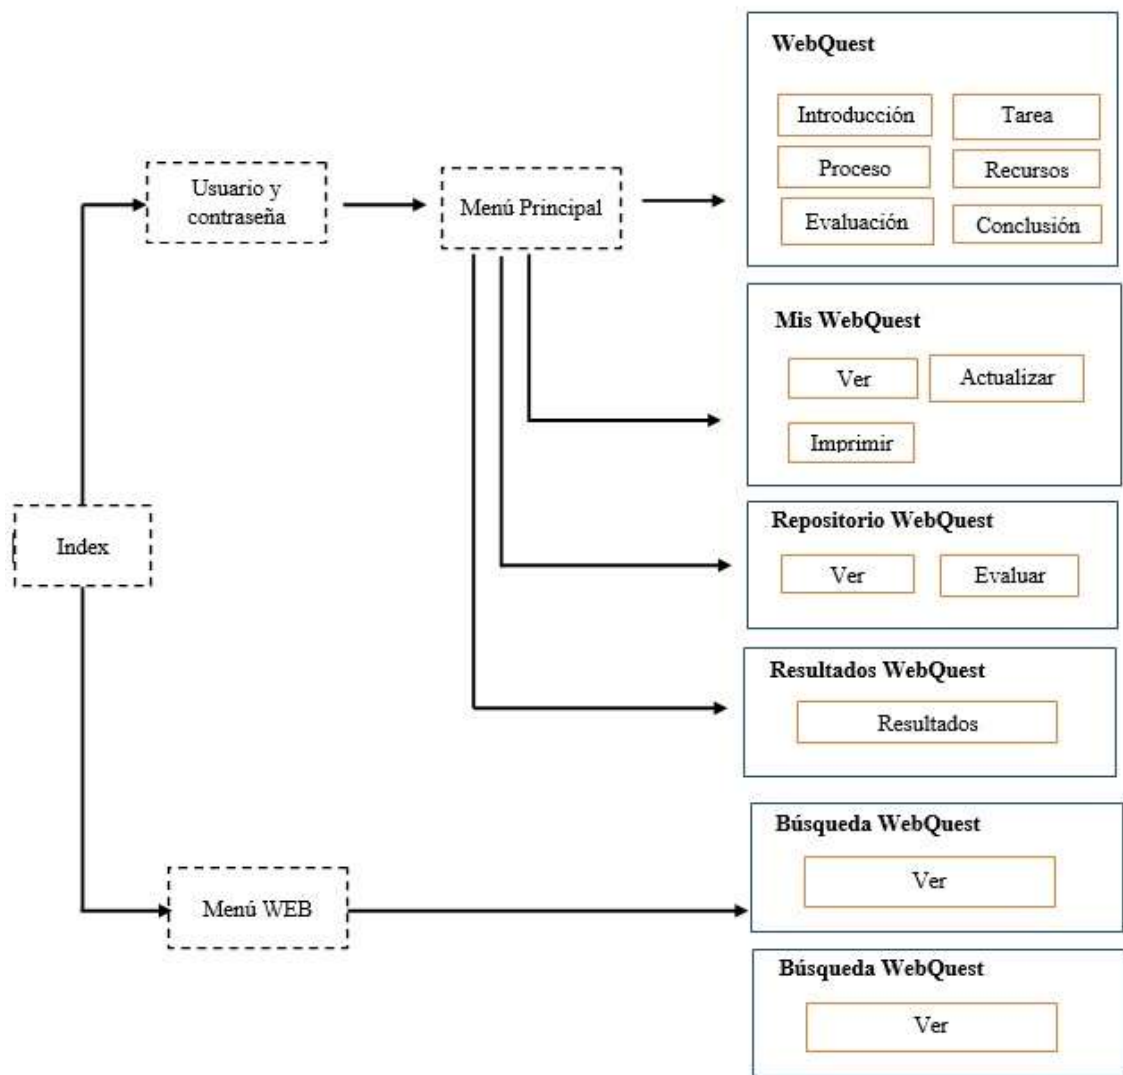 WebQuest
Introducción
Tarea
Proceso
Recursos
Evaluación
Conclusión
Usuario y
contraseña
Menú Principal
Mis WebQuest
Ver
Actualizar
Imprimir
Index
Repositorio WebQuest
Ver
Evaluar
Resultados WebQuest
Resultados
Búsqueda WebQuest
Ver
Menú WEB
Búsqueda WebQuest
Ver